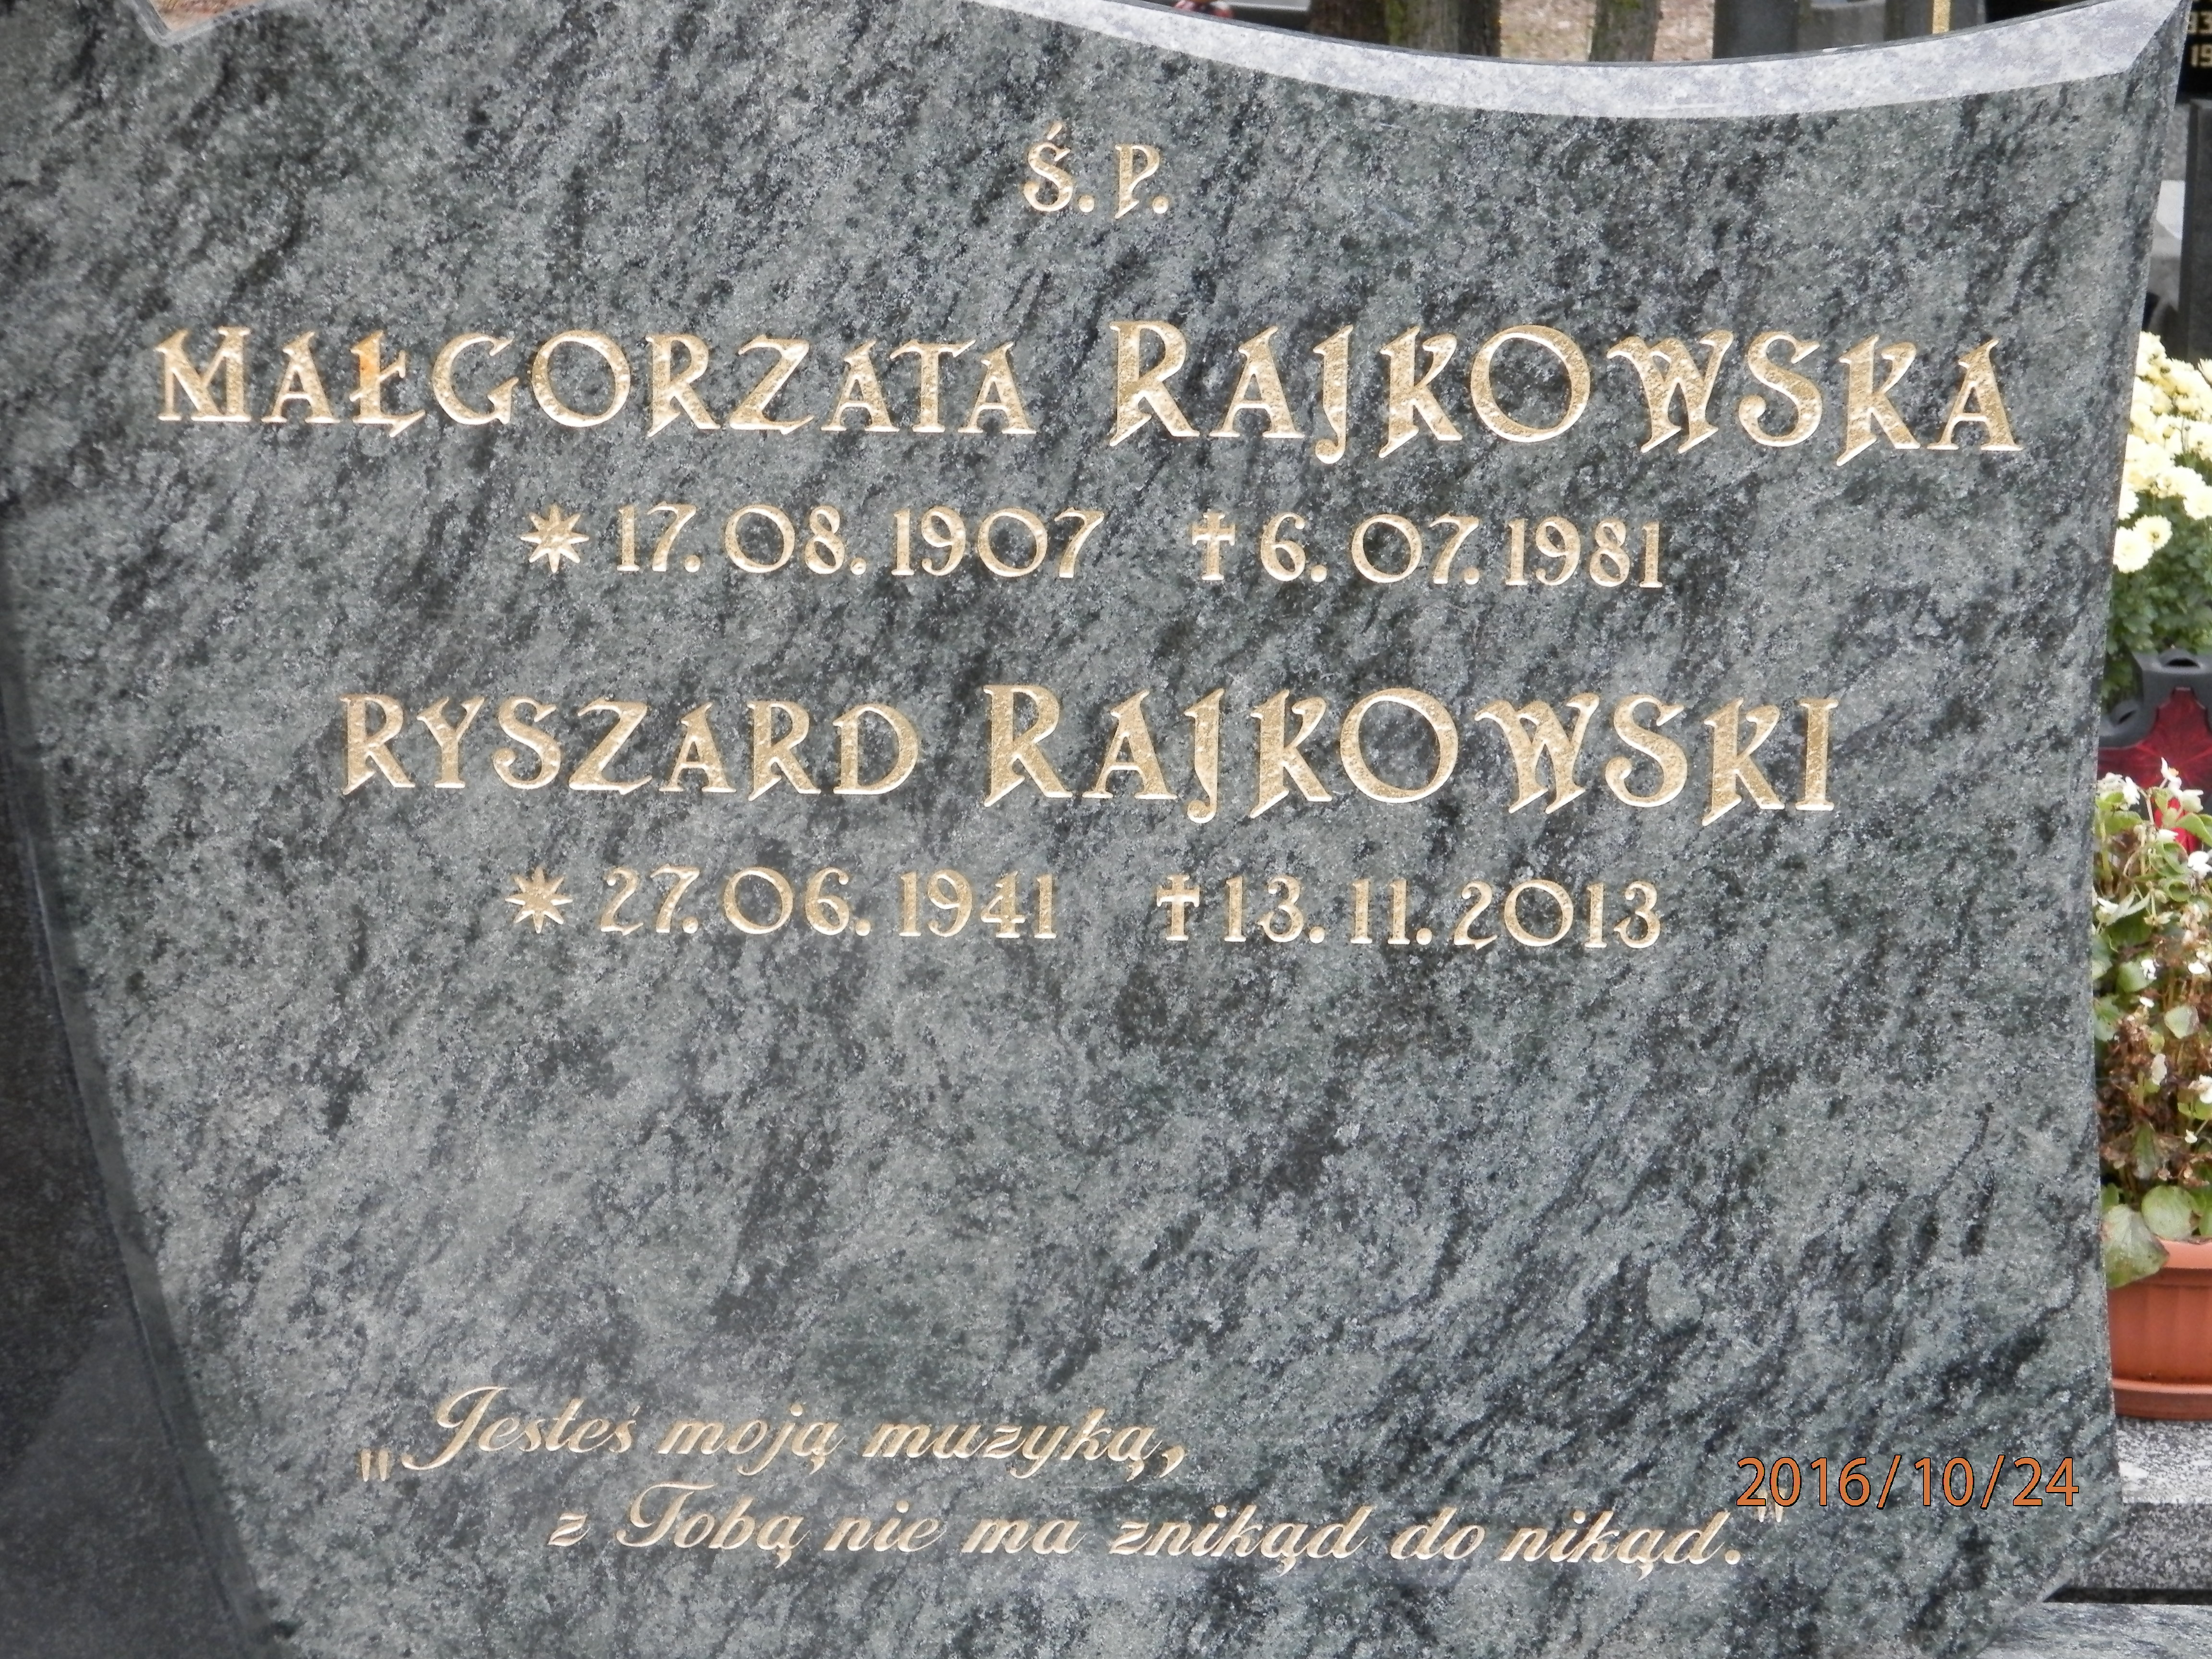 Ś.P.
MAŁGORZATA RAJKOWSKA
✷ 17.08.1907 ✝ 6.07.1981
RYSZARD RAJKOWSKI
✷ 27.06.1941 ✝ 13.11.2013
„Jesteś moją muzyką,
z Tobą nie ma znikąd do nikąd."
2016/10/24